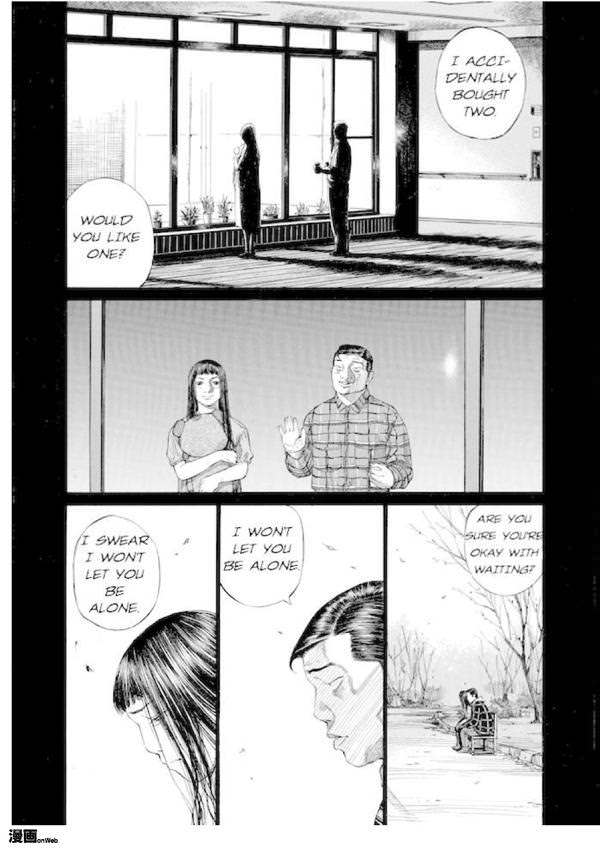 I ACCI-
DENTALLY
BOUGHT
TWO.
WOULD
YOU LIKE
ONE?
ARE YOU
SURE YOU'RE
OKAY WITH
WAITING?
I WON'T
LET YOU
BE ALONE.
I SWEAR
I WON'T
LET YOU
BE
ALONE.
漫画onWeb